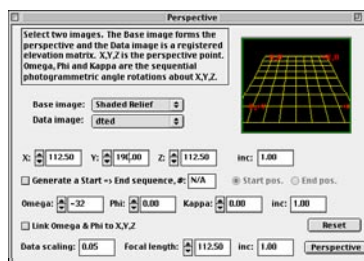 Perspective
Select two images. The Base image forms the
perspective and the Data image is a registered
elevation matrix. X,Y,Z is the perspective point.
Omega, Phi and Kappa are the sequential
photogrammetric angle rotations about X,Y,Z.
Base image: Shaded Relief
Data image: dted
X: 112.50 Y: 190.00 Z: 112.50 inc: 1.00
Generate a Start -> End sequence, #: N/A Start pos. End pos.
Omega: -32 Phi: 0.00 Kappa: 0.00 inc: 1.00
Link Omega & Phi to X,Y,Z Reset
Data scaling: 0.05 Focal length: 112.50 inc: 1.00 Perspective